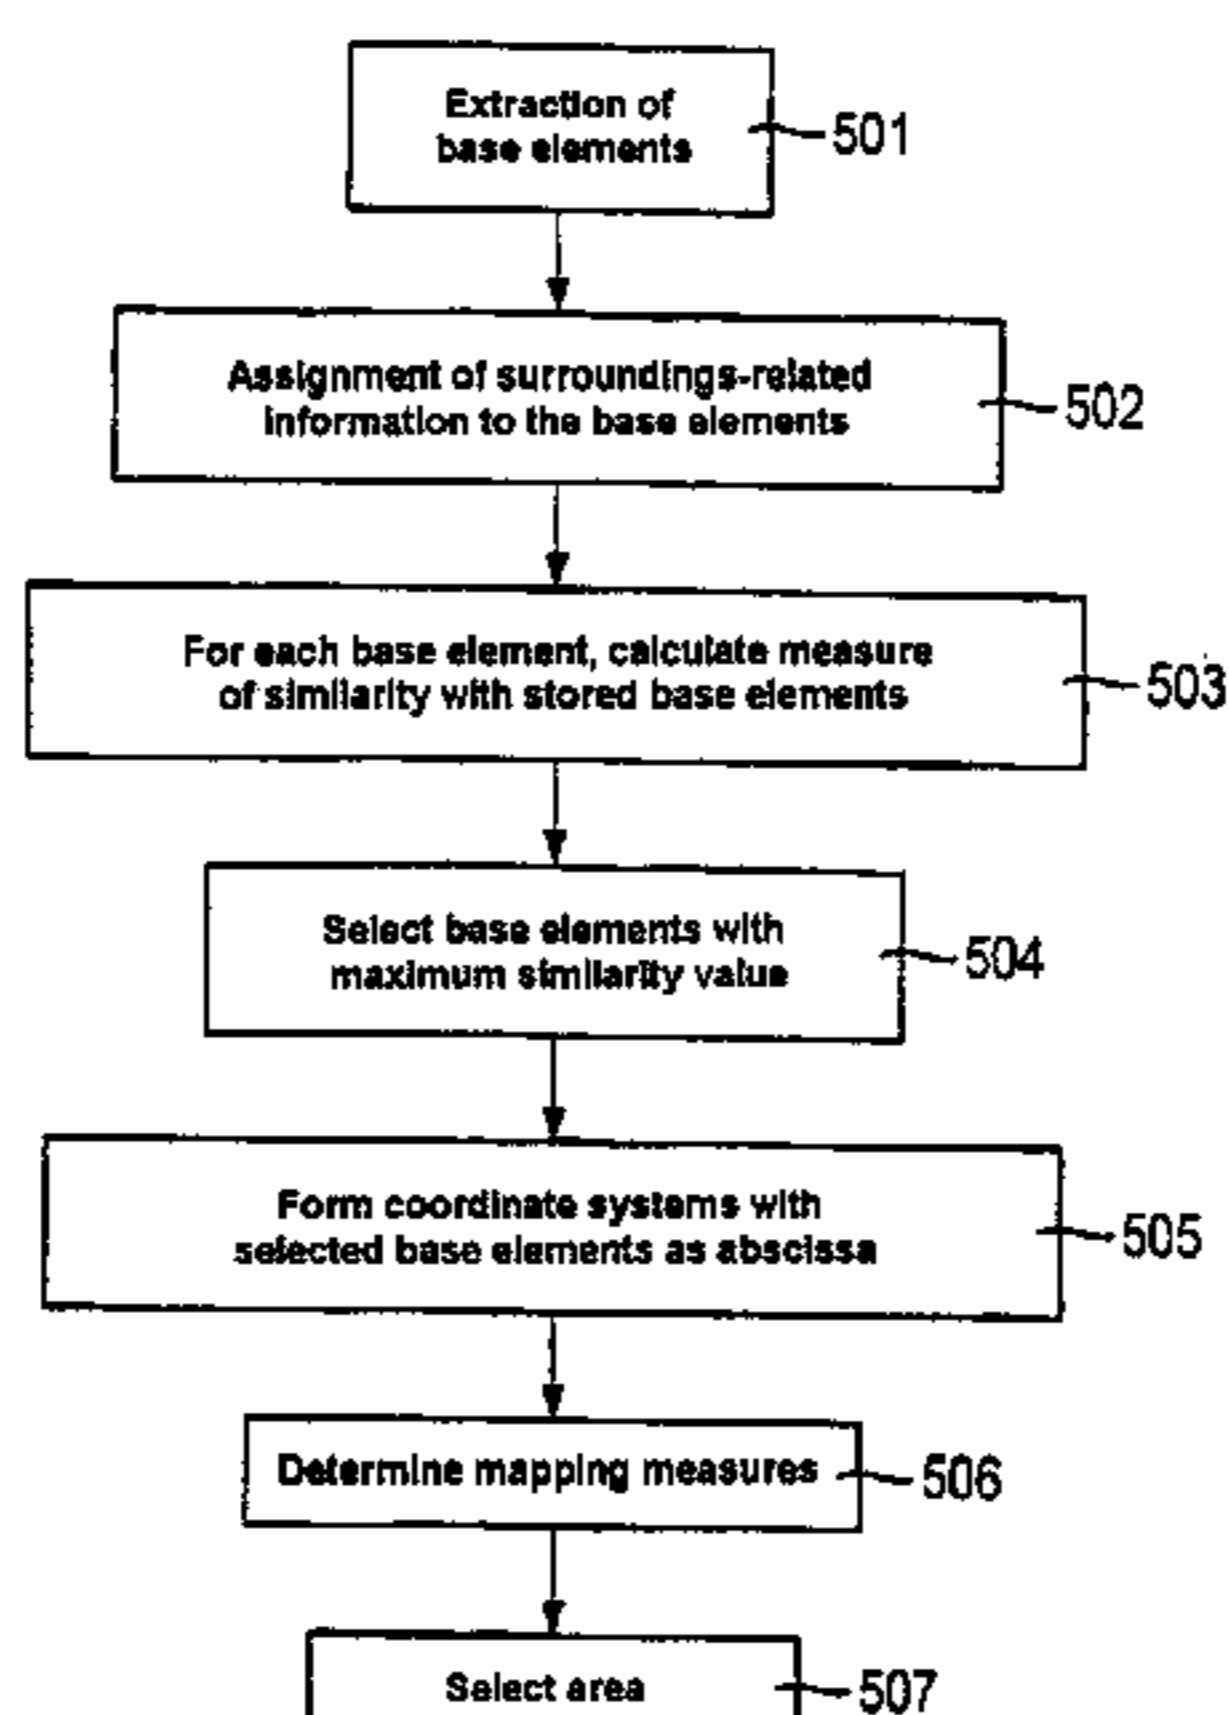 Extraction of
base elements
501
Assignment of surroundings-related
information to the base elements
502
For each base element, calculate measure
of similarity with stored base elements
503
Select base elements with
maximum similarity value
504
Form coordinate systems with
selected base elements as abscissa
505
Determine mapping measures
506
Select area
507